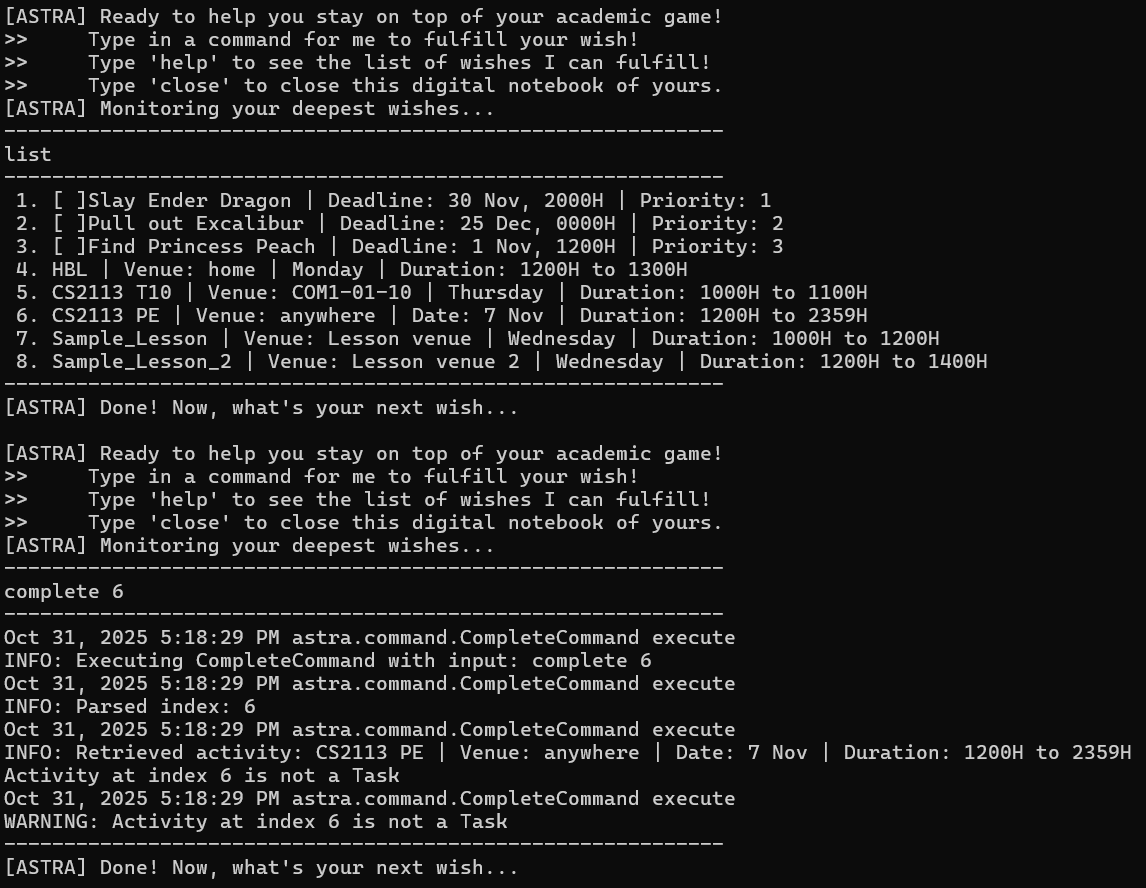 [ASTRA] Ready to help you stay on top of your academic game!
>>     Type in a command for me to fulfill your wish!
>>     Type 'help' to see the list of wishes I can fulfill!
>>     Type 'close' to close this digital notebook of yours.
[ASTRA] Monitoring your deepest wishes...
------------------------------------------------------------
list
------------------------------------------------------------
 1. [ ]Slay Ender Dragon | Deadline: 30 Nov, 2000H | Priority: 1
 2. [ ]Pull out Excalibur | Deadline: 25 Dec, 0000H | Priority: 2
 3. [ ]Find Princess Peach | Deadline: 1 Nov, 1200H | Priority: 3
 4. HBL | Venue: home | Monday | Duration: 1200H to 1300H
 5. CS2113 T10 | Venue: COM1-01-10 | Thursday | Duration: 1000H to 1100H
 6. CS2113 PE | Venue: anywhere | Date: 7 Nov | Duration: 1200H to 2359H
 7. Sample_Lesson | Venue: Lesson venue | Wednesday | Duration: 1000H to 1200H
 8. Sample_Lesson_2 | Venue: Lesson venue 2 | Wednesday | Duration: 1200H to 1400H
------------------------------------------------------------
[ASTRA] Done! Now, what's your next wish...

[ASTRA] Ready to help you stay on top of your academic game!
>>     Type in a command for me to fulfill your wish!
>>     Type 'help' to see the list of wishes I can fulfill!
>>     Type 'close' to close this digital notebook of yours.
[ASTRA] Monitoring your deepest wishes...
------------------------------------------------------------
complete 6
------------------------------------------------------------
Oct 31, 2025 5:18:29 PM astra.command.CompleteCommand execute
INFO: Executing CompleteCommand with input: complete 6
Oct 31, 2025 5:18:29 PM astra.command.CompleteCommand execute
INFO: Parsed index: 6
Oct 31, 2025 5:18:29 PM astra.command.CompleteCommand execute
INFO: Retrieved activity: CS2113 PE | Venue: anywhere | Date: 7 Nov | Duration: 1200H to 2359H
Activity at index 6 is not a Task
Oct 31, 2025 5:18:29 PM astra.command.CompleteCommand execute
WARNING: Activity at index 6 is not a Task
------------------------------------------------------------
[ASTRA] Done! Now, what's your next wish...